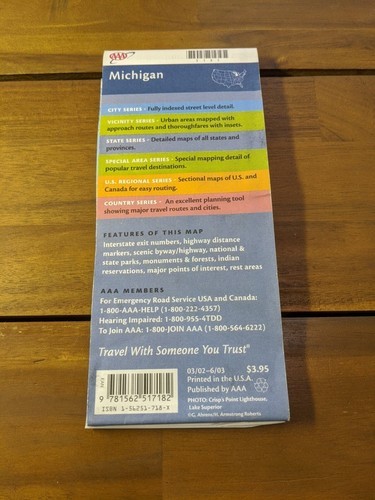 AAA
Michigan
CITY SERIES - Fully indexed street level detail.
VICINITY SERIES - Urban areas mapped with
approach routes and thoroughfares with insets.
STATE SERIES - Detailed maps of all states and
provinces.
SPECIAL AREA SERIES - Special mapping detail of
popular travel destinations.
U.S. REGIONAL SERIES - Sectional maps of U.S. and
Canada for easy routing.
COUNTRY SERIES - An excellent planning tool
showing major travel routes and cities.
FEATURES OF THIS MAP
Interstate exit numbers, highway distance
markers, scenic byway/highway, national &
state parks, monuments & forests, indian
reservations, major points of interest, rest areas
AAA MEMBERS
For Emergency Road Service USA and Canada:
1-800-AAA-HELP (1-800-222-4357)
Hearing Impaired: 1-800-955-4TDD
To Join AAA: 1-800-JOIN AAA (1-800-564-6222)
Travel With Someone You Trust®
03/02-6/03 $3.95
Printed in the U.S.A.
Published by AAA
PHOTO: Crisp's Point Lighthouse,
Lake Superior
©G. Ahrens/H. Armstrong Roberts
9 781562 517182
ISBN 1-56251-718-X